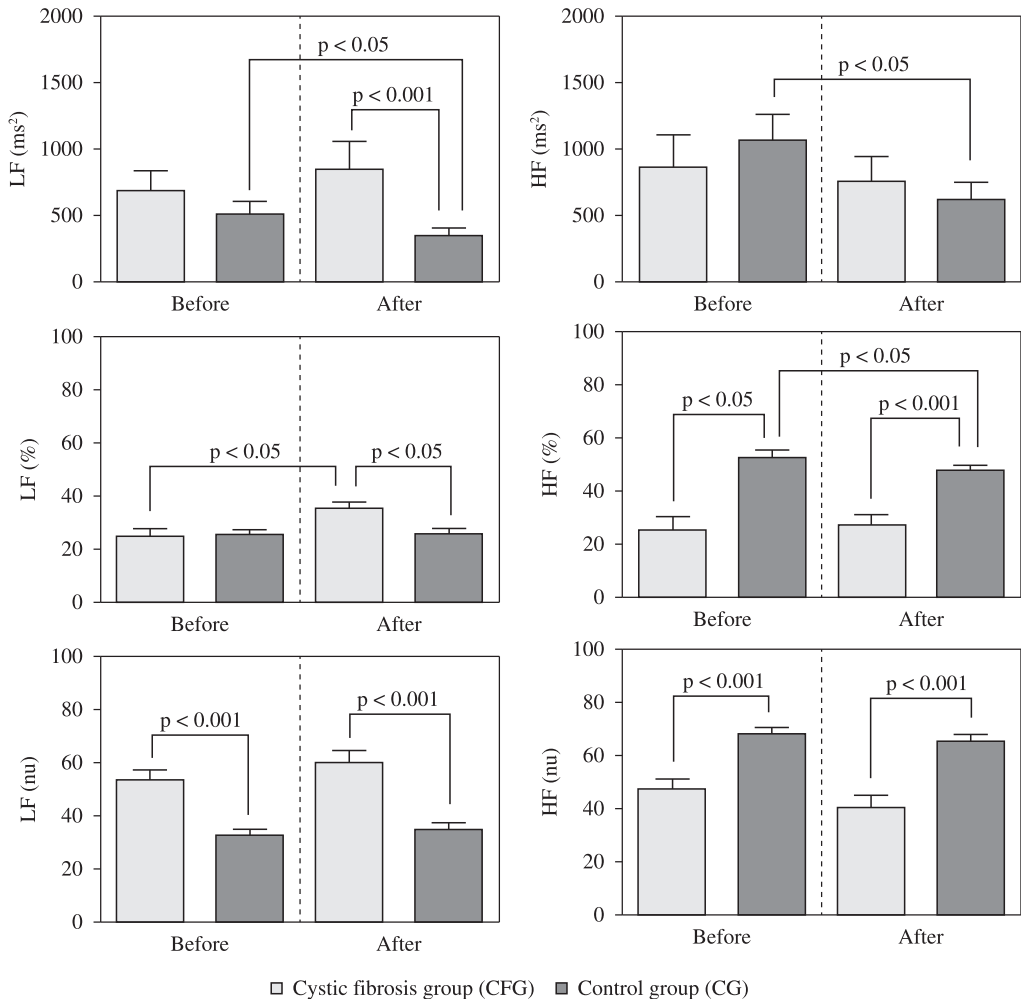 LF (ms²)
2000
1500
1000
500
0
p < 0.05
p < 0.001
Before
After
HF (ms²)
2000
1500
1000
500
0
p < 0.05
Before
After
LF (%)
100
80
60
40
20
0
p < 0.05
p < 0.05
Before
After
HF (%)
100
80
60
40
20
0
p < 0.05
p < 0.05
p < 0.001
Before
After
LF (nu)
100
80
60
40
20
0
p < 0.001
p < 0.001
Before
After
HF (nu)
100
80
60
40
20
0
p < 0.001
p < 0.001
Before
After
Cystic fibrosis group (CFG)
Control group (CG)